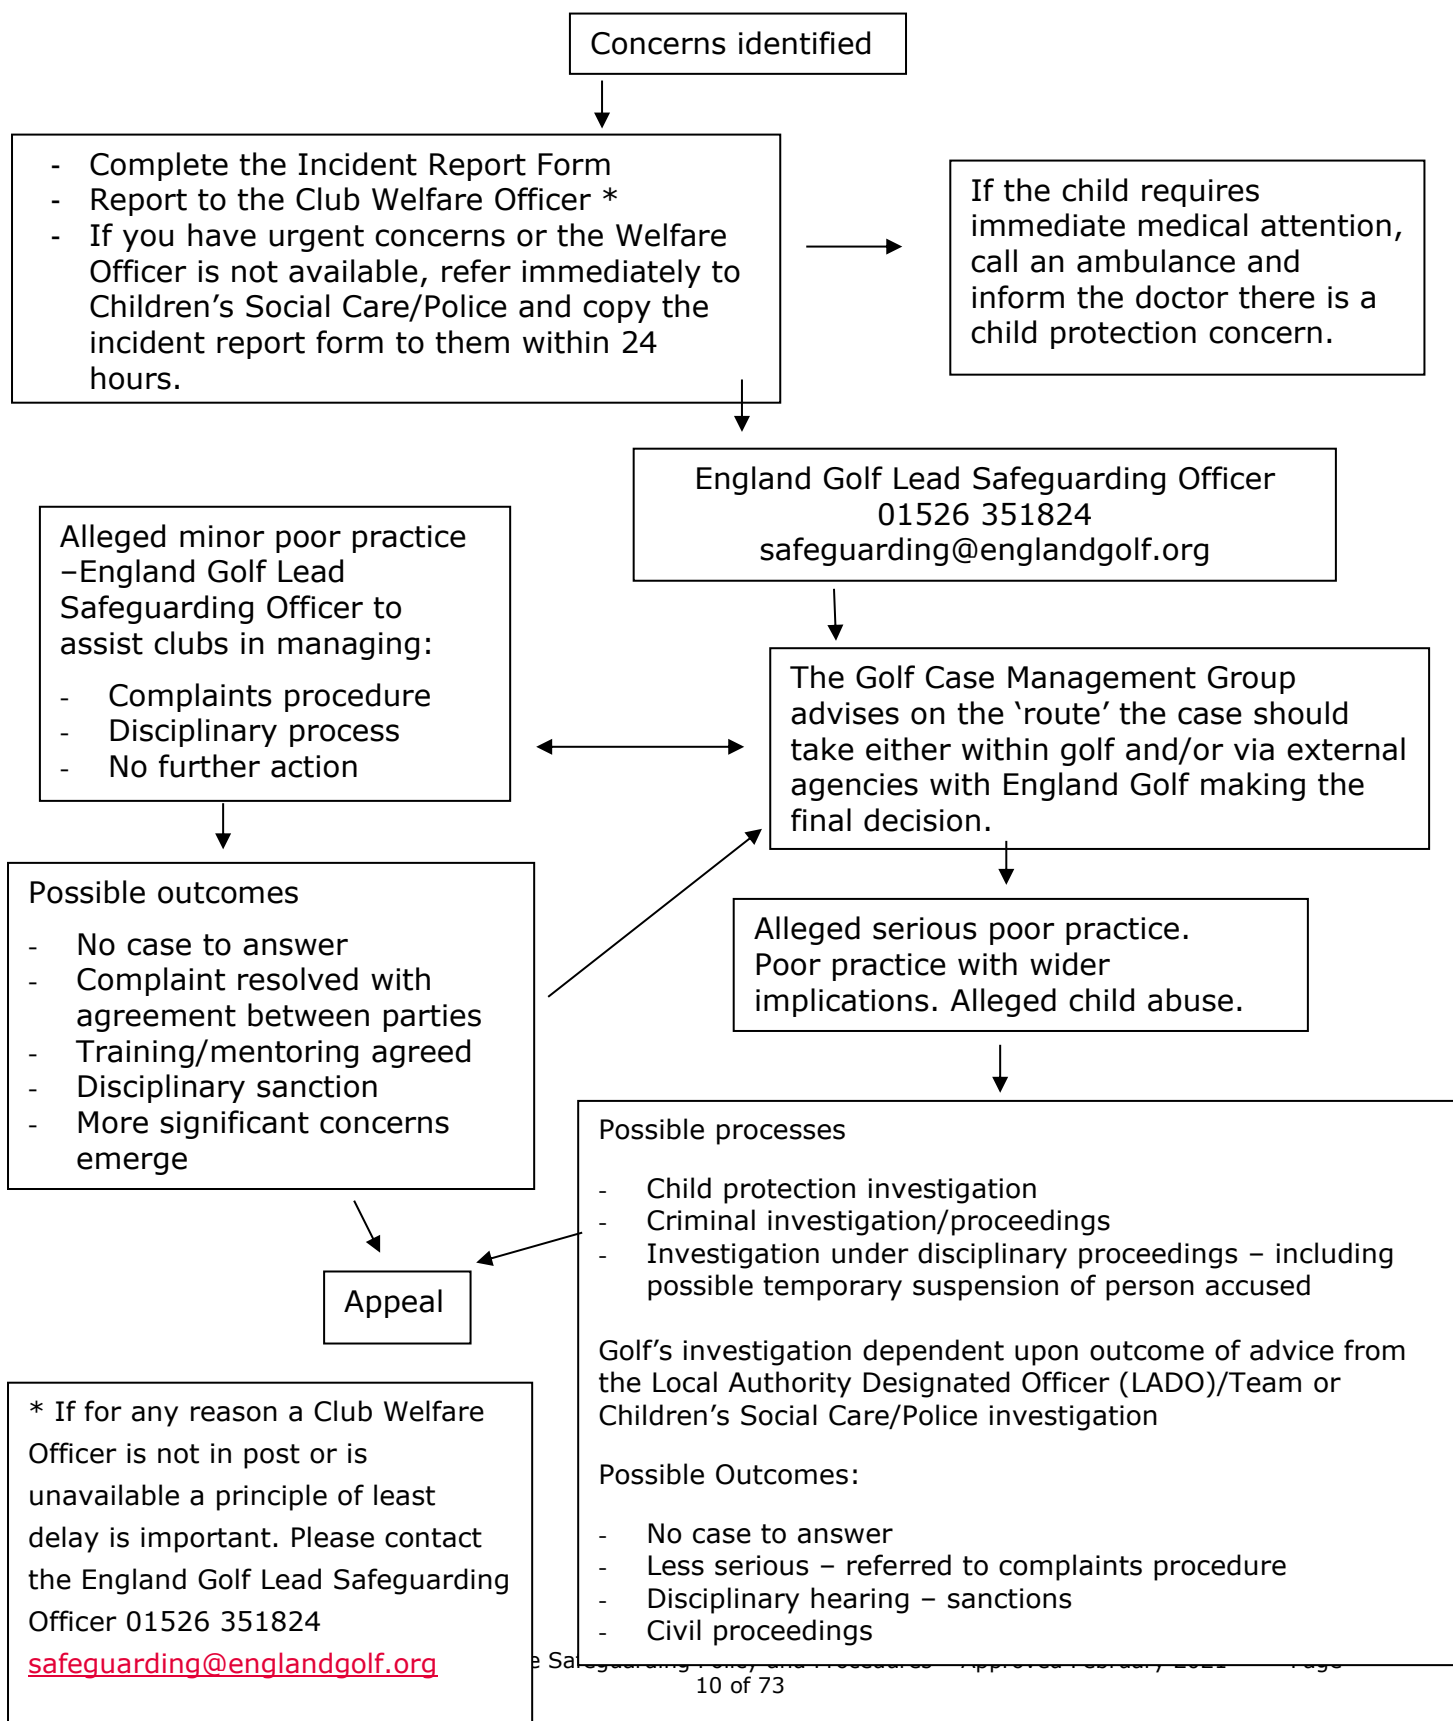 Concerns identified
- Complete the Incident Report Form
- Report to the Club Welfare Officer *
- If you have urgent concerns or the Welfare
Officer is not available, refer immediately to
Children’s Social Care/Police and copy the
incident report form to them within 24
hours.
If the child requires
immediate medical attention,
call an ambulance and
inform the doctor there is a
child protection concern.
England Golf Lead Safeguarding Officer
01526 351824
safeguarding@englandgolf.org
Alleged minor poor practice
–England Golf Lead
Safeguarding Officer to
assist clubs in managing:
- Complaints procedure
- Disciplinary process
- No further action
The Golf Case Management Group
advises on the ‘route’ the case should
take either within golf and/or via external
agencies with England Golf making the
final decision.
Possible outcomes
- No case to answer
- Complaint resolved with
agreement between parties
- Training/mentoring agreed
- Disciplinary sanction
- More significant concerns
emerge
Alleged serious poor practice.
Poor practice with wider
implications. Alleged child abuse.
Possible processes
- Child protection investigation
- Criminal investigation/proceedings
- Investigation under disciplinary proceedings – including
possible temporary suspension of person accused
Golf’s investigation dependent upon outcome of advice from
the Local Authority Designated Officer (LADO)/Team or
Children’s Social Care/Police investigation
Possible Outcomes:
- No case to answer
- Less serious – referred to complaints procedure
- Disciplinary hearing – sanctions
- Civil proceedings
Appeal
* If for any reason a Club Welfare
Officer is not in post or is
unavailable a principle of least
delay is important. Please contact
the England Golf Lead Safeguarding
Officer 01526 351824
safeguarding@englandgolf.org
Safeguarding Policy and Procedures Approved February 2021 Page
10 of 73